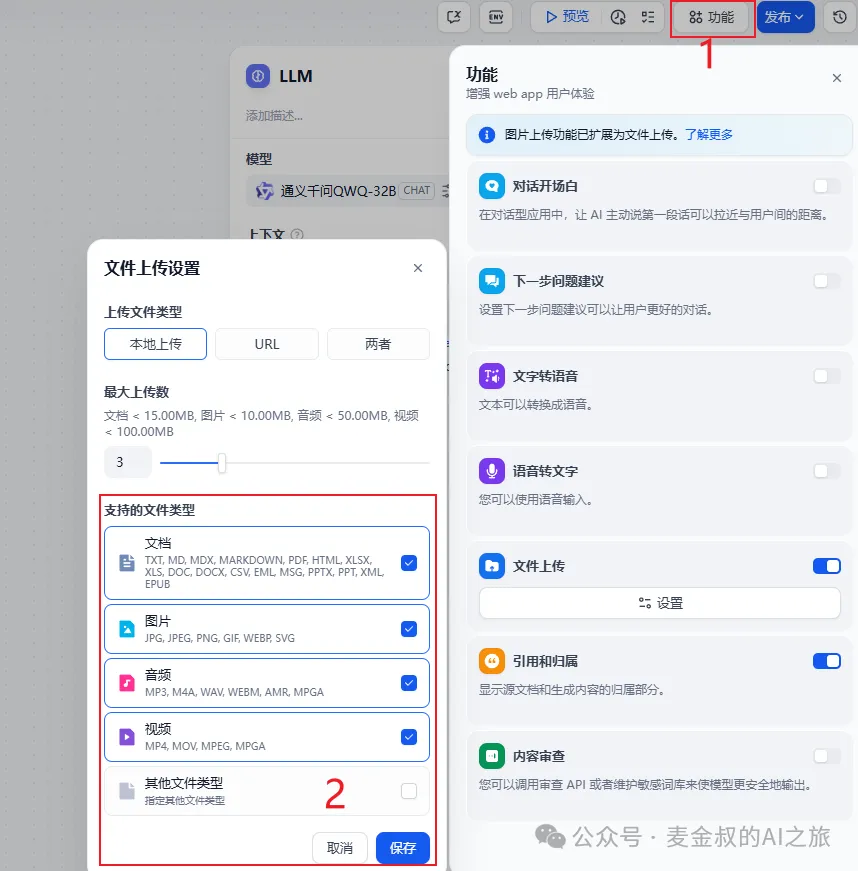 ENV
预览
功能
发布
1
LLM
添加描述...
模型
通义千问QWQ-32B CHAT
上下文
功能
增强 web app 用户体验
图片上传功能已扩展为文件上传。了解更多
对话开场白
在对话型应用中，让 AI 主动说第一段话可以拉近与用户间的距离。
下一步问题建议
设置下一步问题建议可以让用户更好的对话。
文字转语音
文本可以转换成语音。
语音转文字
您可以使用语音输入。
文件上传
设置
引用和归属
显示源文档和生成内容的归属部分。
内容审查
您可以调用审查 API 或者维护敏感词库来使模型更安全地输出。
文件上传设置
上传文件类型
本地上传
URL
两者
最大上传数
文档 < 15.00MB, 图片 < 10.00MB, 音频 < 50.00MB, 视频
< 100.00MB
3
支持的文件类型
文档
TXT, MD, MDX, MARKDOWN, PDF, HTML, XLSX,
XLS, DOC, DOCX, CSV, EML, MSG, PPTX, PPT, XML,
EPUB
图片
JPG, JPEG, PNG, GIF, WEBP, SVG
音频
MP3, M4A, WAV, WEBM, AMR, MPGA
视频
MP4, MOV, MPEG, MPGA
其他文件类型
指定其他文件类型
2
取消
保存
公众号 · 麦金叔的AI之旅